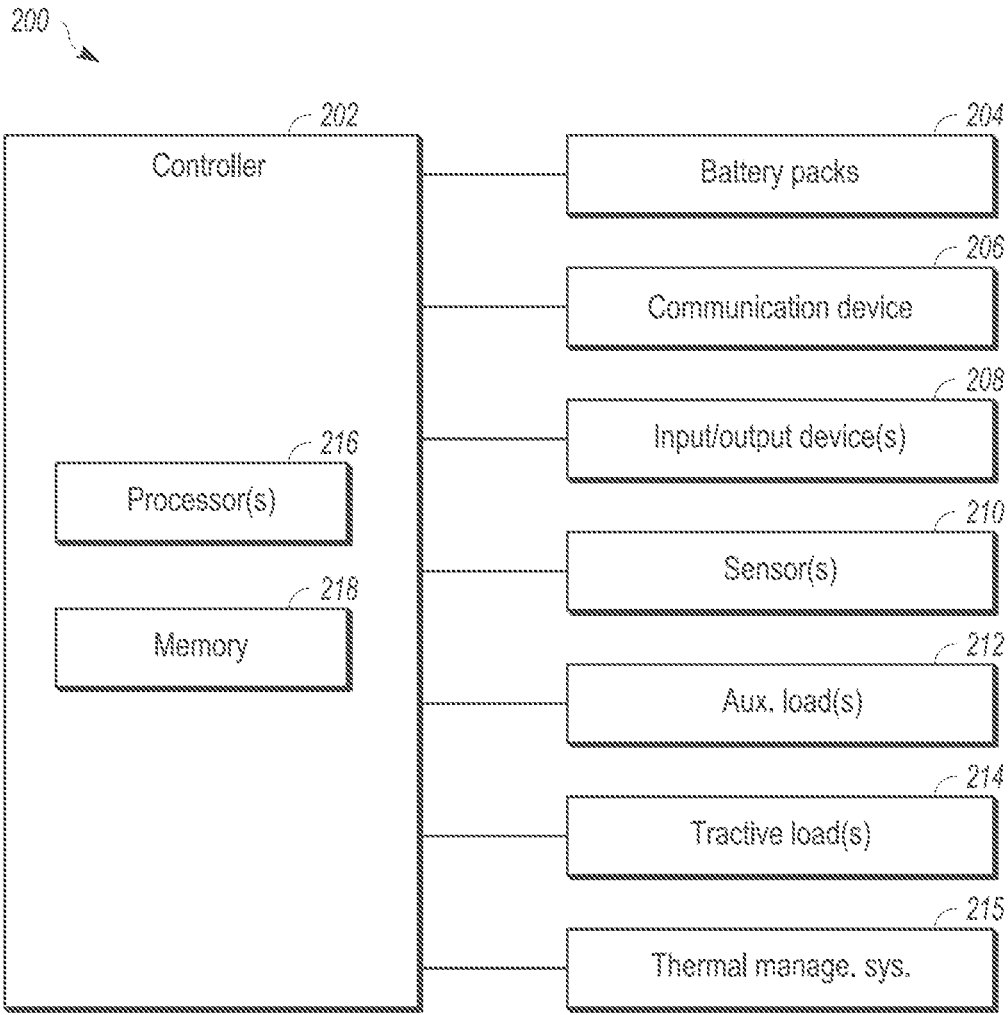 200
202
Controller
204
Battery packs
206
Communication device
208
Input/output device(s)
216
Processor(s)
210
Sensor(s)
218
Memory
212
Aux. load(s)
214
Tractive load(s)
215
Thermal manage. sys.